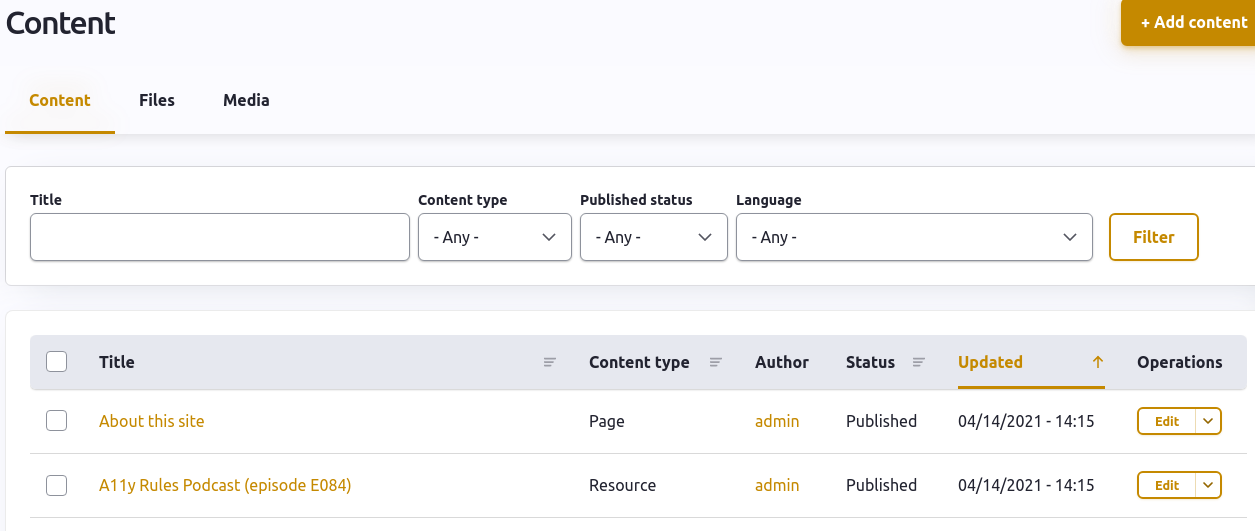 Content
+ Add content
Content Files Media
Title Content type Published status Language
- Any - - Any - - Any - Filter
Title Content type Author Status Updated Operations
About this site Page admin Published 04/14/2021 - 14:15 Edit
A11y Rules Podcast (episode E084) Resource admin Published 04/14/2021 - 14:15 Edit